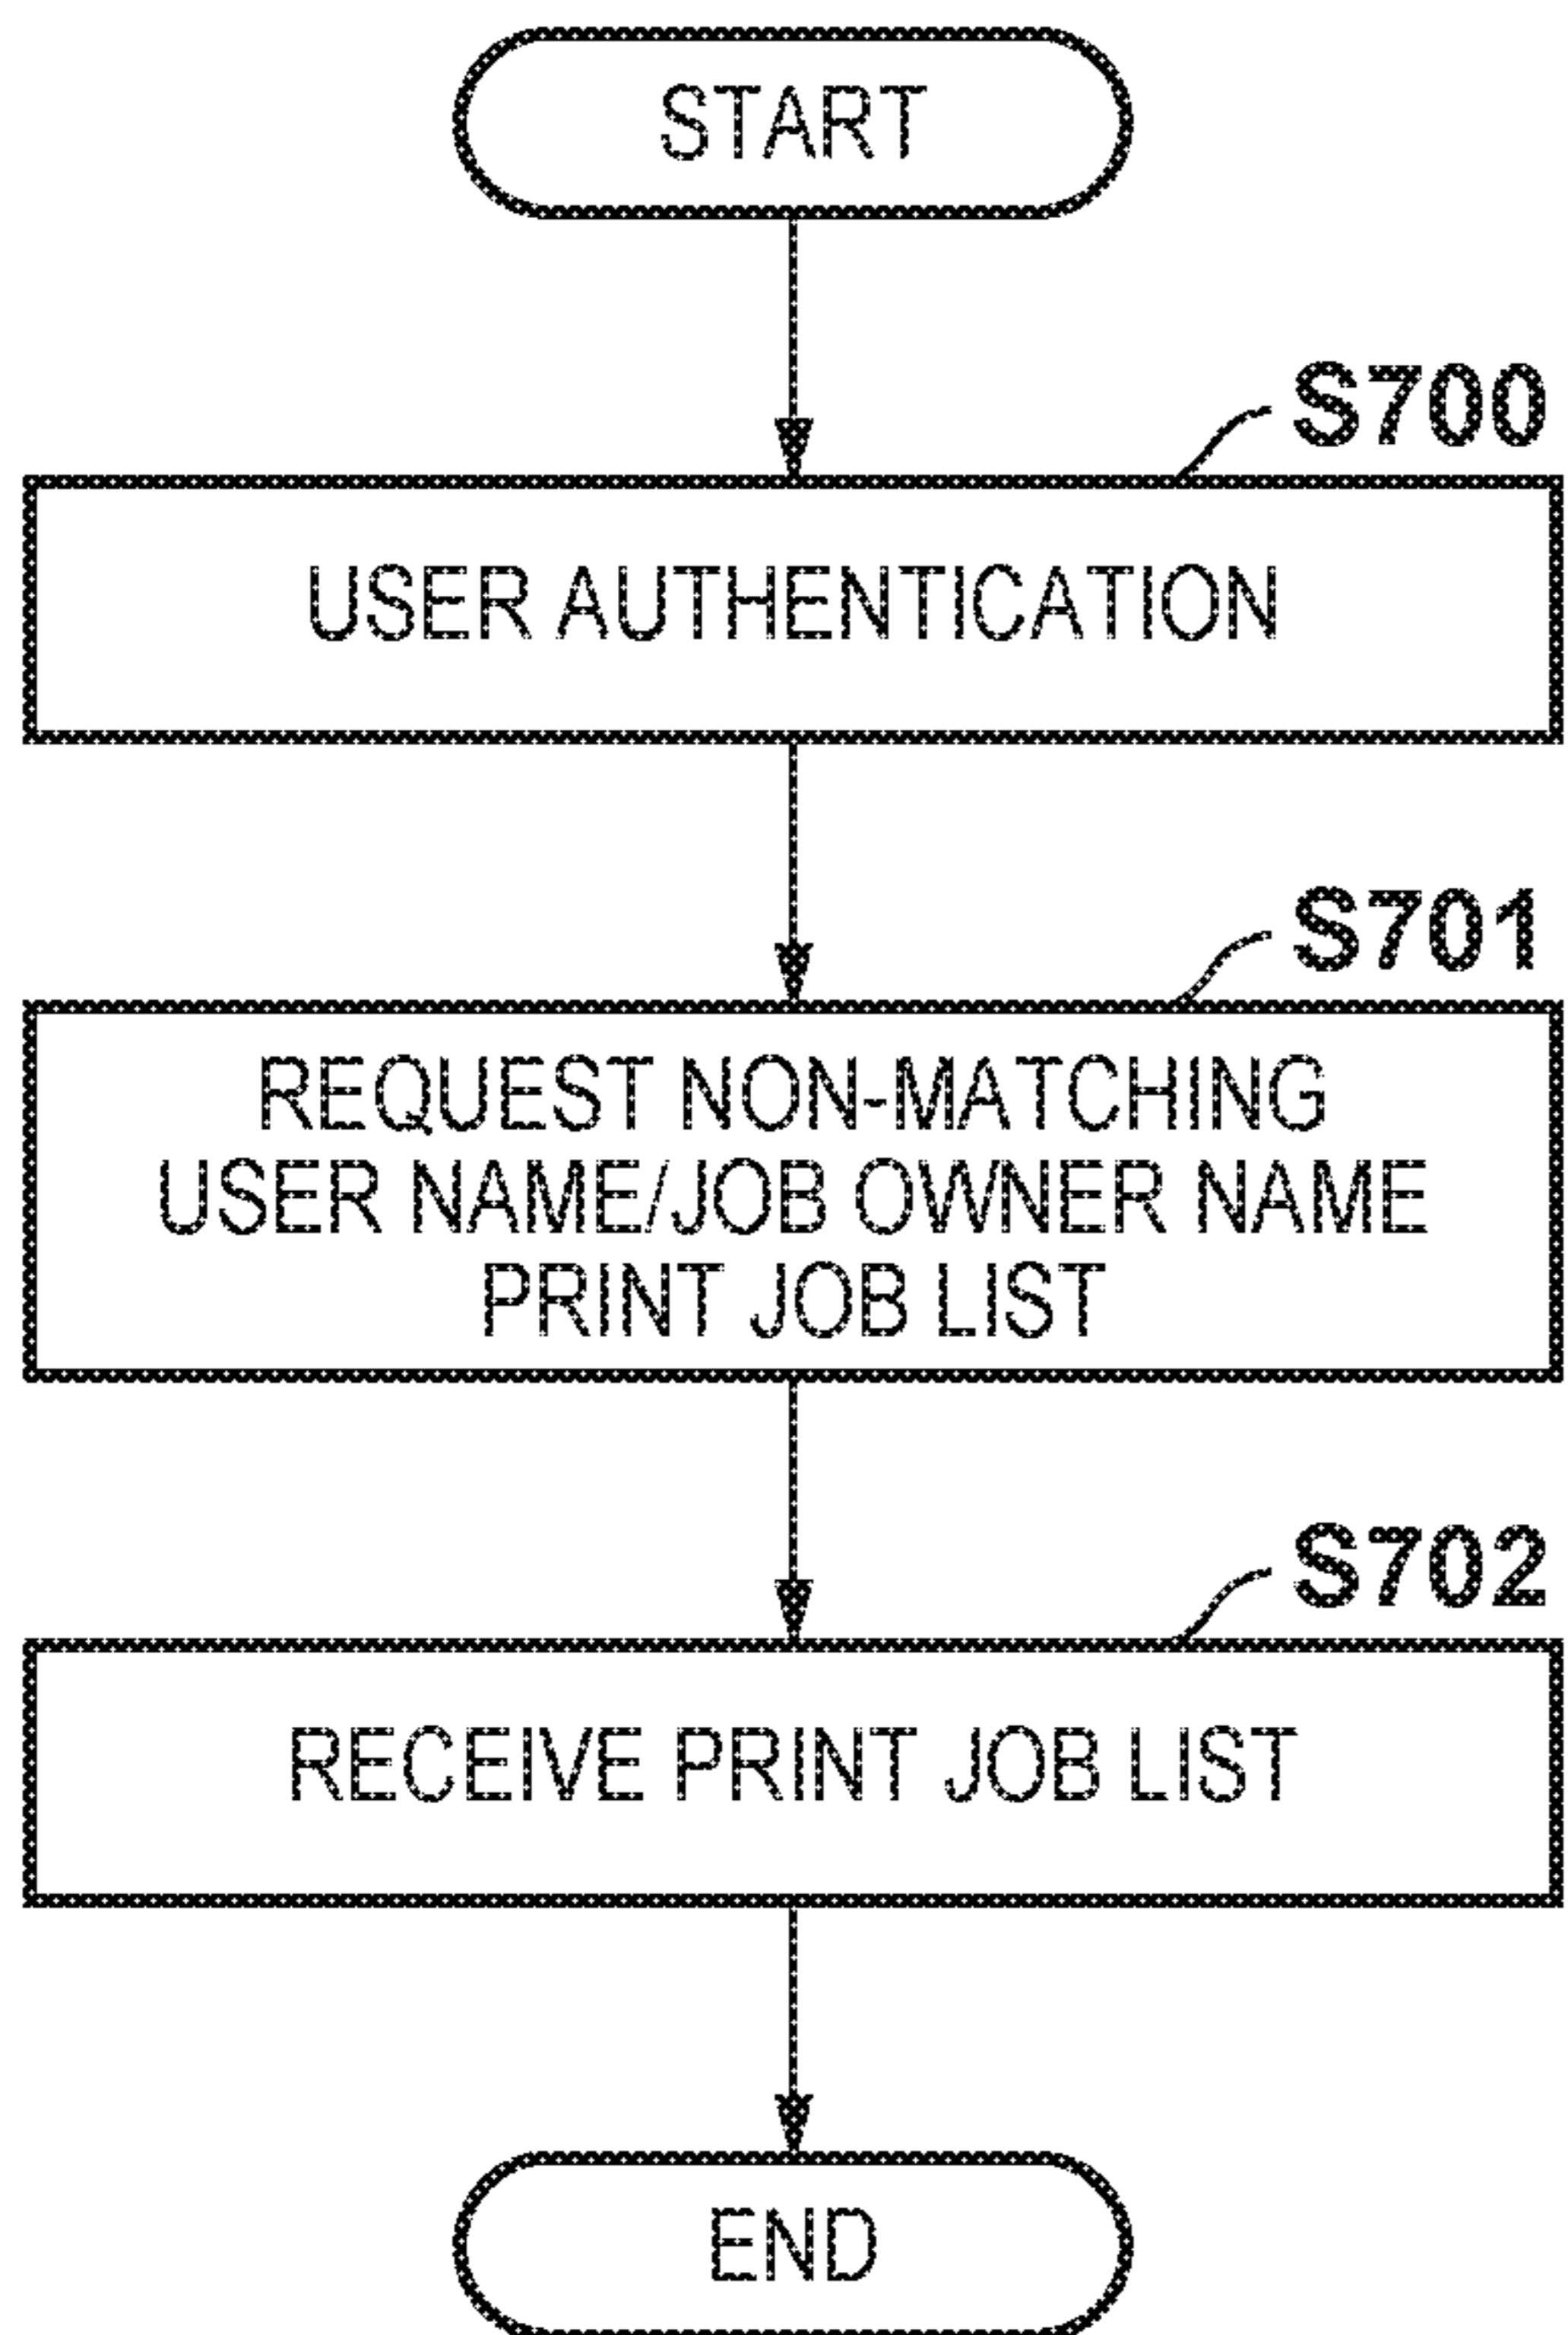 START
S700
USER AUTHENTICATION
S701
REQUEST NON-MATCHING
USER NAME/JOB OWNER NAME
PRINT JOB LIST
S702
RECEIVE PRINT JOB LIST
END